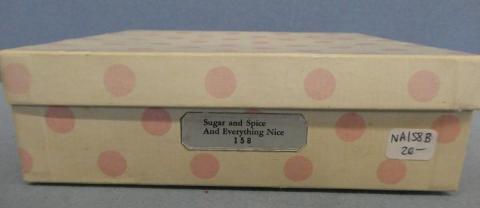 Sugar and Spice
And Everything Nice
158
NA158B
20-